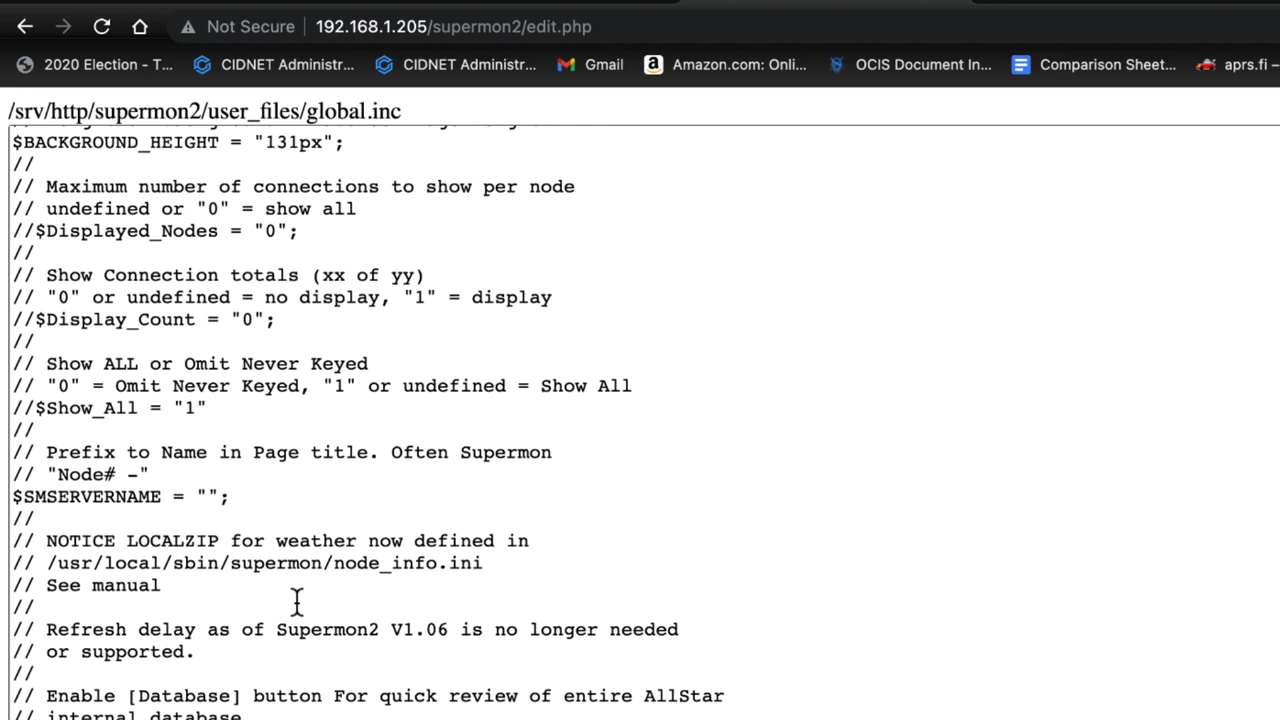 Not Secure 192.168.1.205/supermon2/edit.php
2020 Election - T... CIDNET Administr... CIDNET Administr... Gmail Amazon.com: Onli... OCIS Document In... Comparison Sheet... aprs.fi –
/srv/http/supermon2/user_files/global.inc
$BACKGROUND_HEIGHT = "131px";
//
// Maximum number of connections to show per node
// undefined or "0" = show all
//$Displayed_Nodes = "0";
//
// Show Connection totals (xx of yy)
// "0" or undefined = no display, "1" = display
//$Display_Count = "0";
//
// Show ALL or Omit Never Keyed
// "0" = Omit Never Keyed, "1" or undefined = Show All
//$Show_All = "1"
//
// Prefix to Name in Page title. Often Supermon
// "Node# -"
$SMSERVERNAME = "";
//
// NOTICE LOCALZIP for weather now defined in
// /usr/local/sbin/supermon/node_info.ini
// See manual
//
// Refresh delay as of Supermon2 V1.06 is no longer needed
// or supported.
//
// Enable [Database] button For quick review of entire AllStar
// internal database